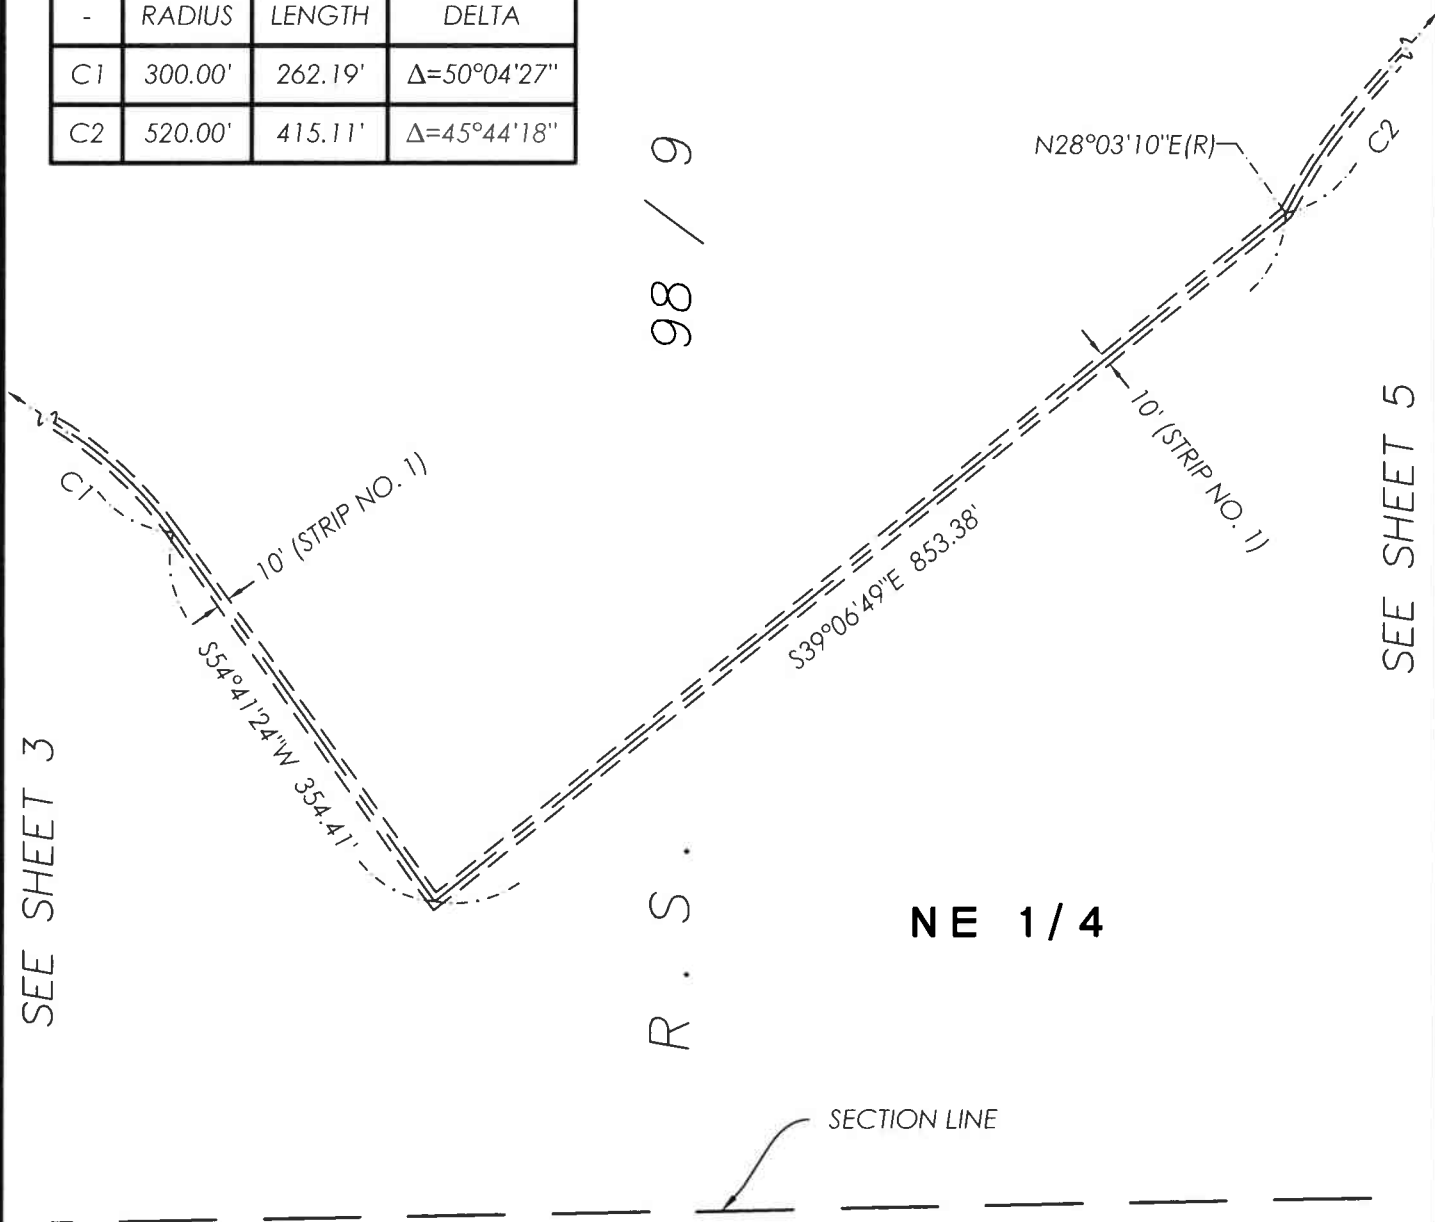 - RADIUS LENGTH DELTA
C1 300.00' 262.19' Δ=50°04'27"
C2 520.00' 415.11' Δ=45°44'18"
N28°03'10"E(R)
C2
C1
10' (STRIP NO. 1)
10' (STRIP NO. 1)
S54°41'24"W 354.41'
S39°06'49"E 853.38'
R. S. 98 / 9
SEE SHEET 3
SEE SHEET 5
NE 1/4
SECTION LINE